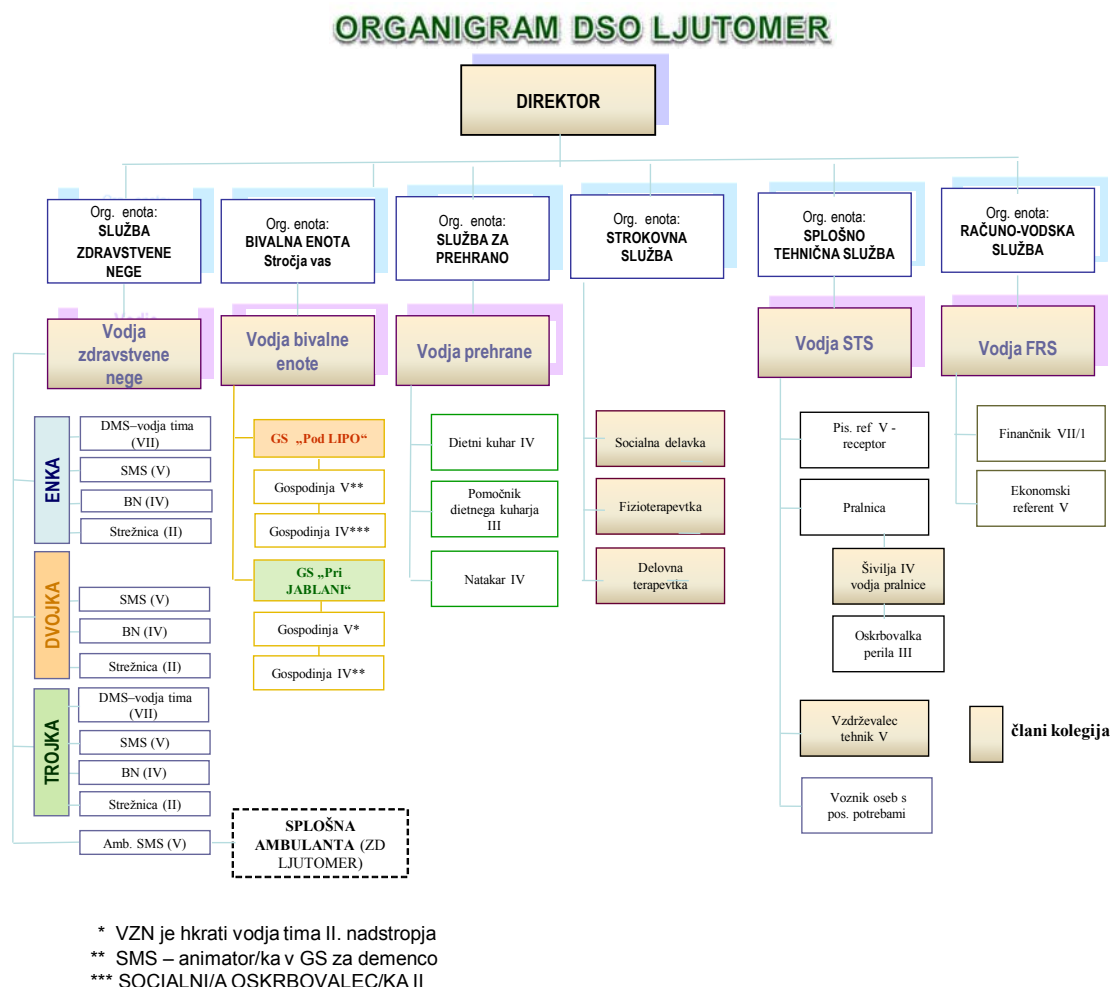 ORGANIGRAM DSO LJUTOMER
DIREKTOR
Org. enota:
SLUŽBA
ZDRAVSTVENE
NEGE
Org. enota:
BIVALNA ENOTA
Stročja vas
Org. enota:
SLUŽBA ZA
PREHRANO
Org. enota:
STROKOVNA
SLUŽBA
Org. enota:
SPLOŠNO
TEHNIČNA SLUŽBA
Org. enota:
RAČUNO-VODSKA
SLUŽBA
Vodja
zdravstvene
nege
Vodja bivalne
enote
Vodja prehrane
Vodja STS
Vodja FRS
ENKA
DMS–vodja tima
(VII)
SMS (V)
BN (IV)
Strežnica (II)
DVOJKA
SMS (V)
BN (IV)
Strežnica (II)
TROJKA
DMS–vodja tima
(VII)
SMS (V)
BN (IV)
Strežnica (II)
Amb. SMS (V)
SPLOŠNA
AMBULANTA (ZD
LJUTOMER)
GS „Pod LIPO“
Gospodinja V**
Gospodinja IV***
GS „Pri
JABLANI“
Gospodinja V*
Gospodinja IV**
Dietni kuhar IV
Pomočnik
dietnega kuharja
III
Natakar IV
Socialna delavka
Fizioterapevtka
Delovna
terapevtka
Pis. ref V -
receptor
Pralnica
Šivilja IV
vodja pralnice
Oskrbovalka
perila III
Vzdrževalec
tehnik V
Voznik oseb s
pos. potrebami
Finančnik VII/1
Ekonomski
referent V
člani kolegija
* VZN je hkrati vodja tima II. nadstropja
** SMS – animator/ka v GS za demenco
*** SOCIALNI/A OSKRBOVALEC/KA II